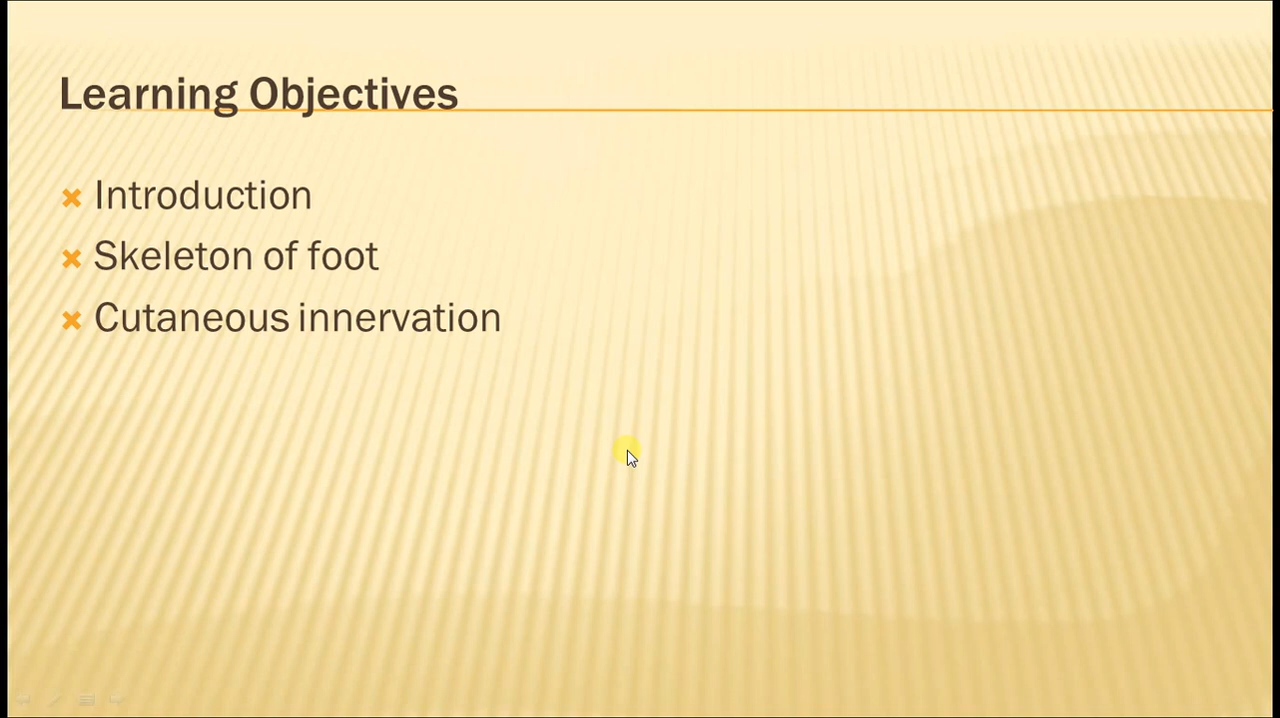 Learning Objectives
Introduction
Skeleton of foot
Cutaneous innervation